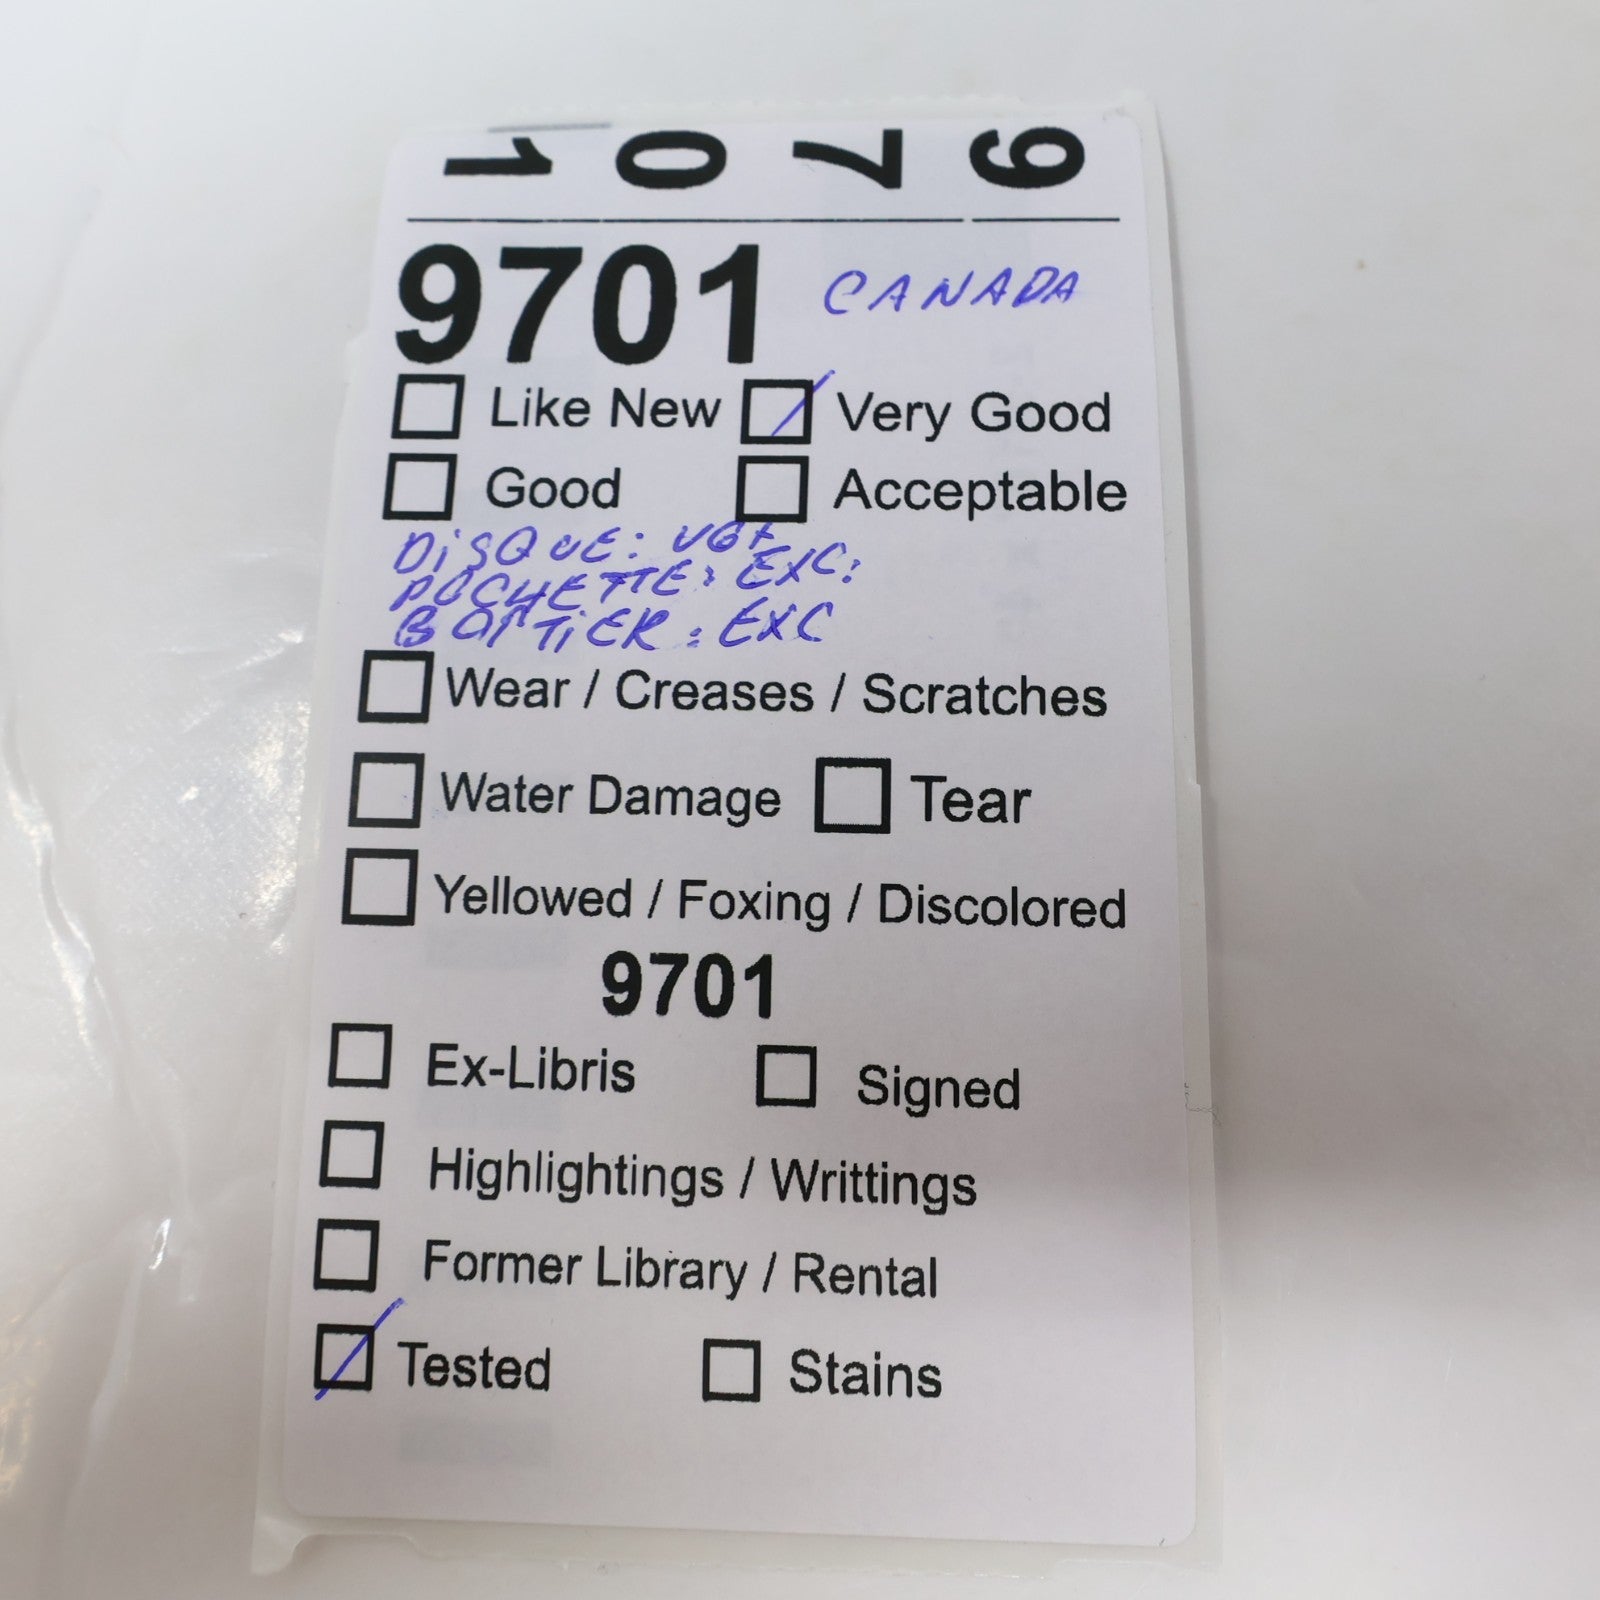 9701
9701 CANADA
Like New Very Good
Good Acceptable
DISQUE: VG+
POCHETTE: EXC:
BOITIER: EXC
Wear / Creases / Scratches
Water Damage Tear
Yellowed / Foxing / Discolored
9701
Ex-Libris Signed
Highlightings / Writtings
Former Library / Rental
Tested Stains